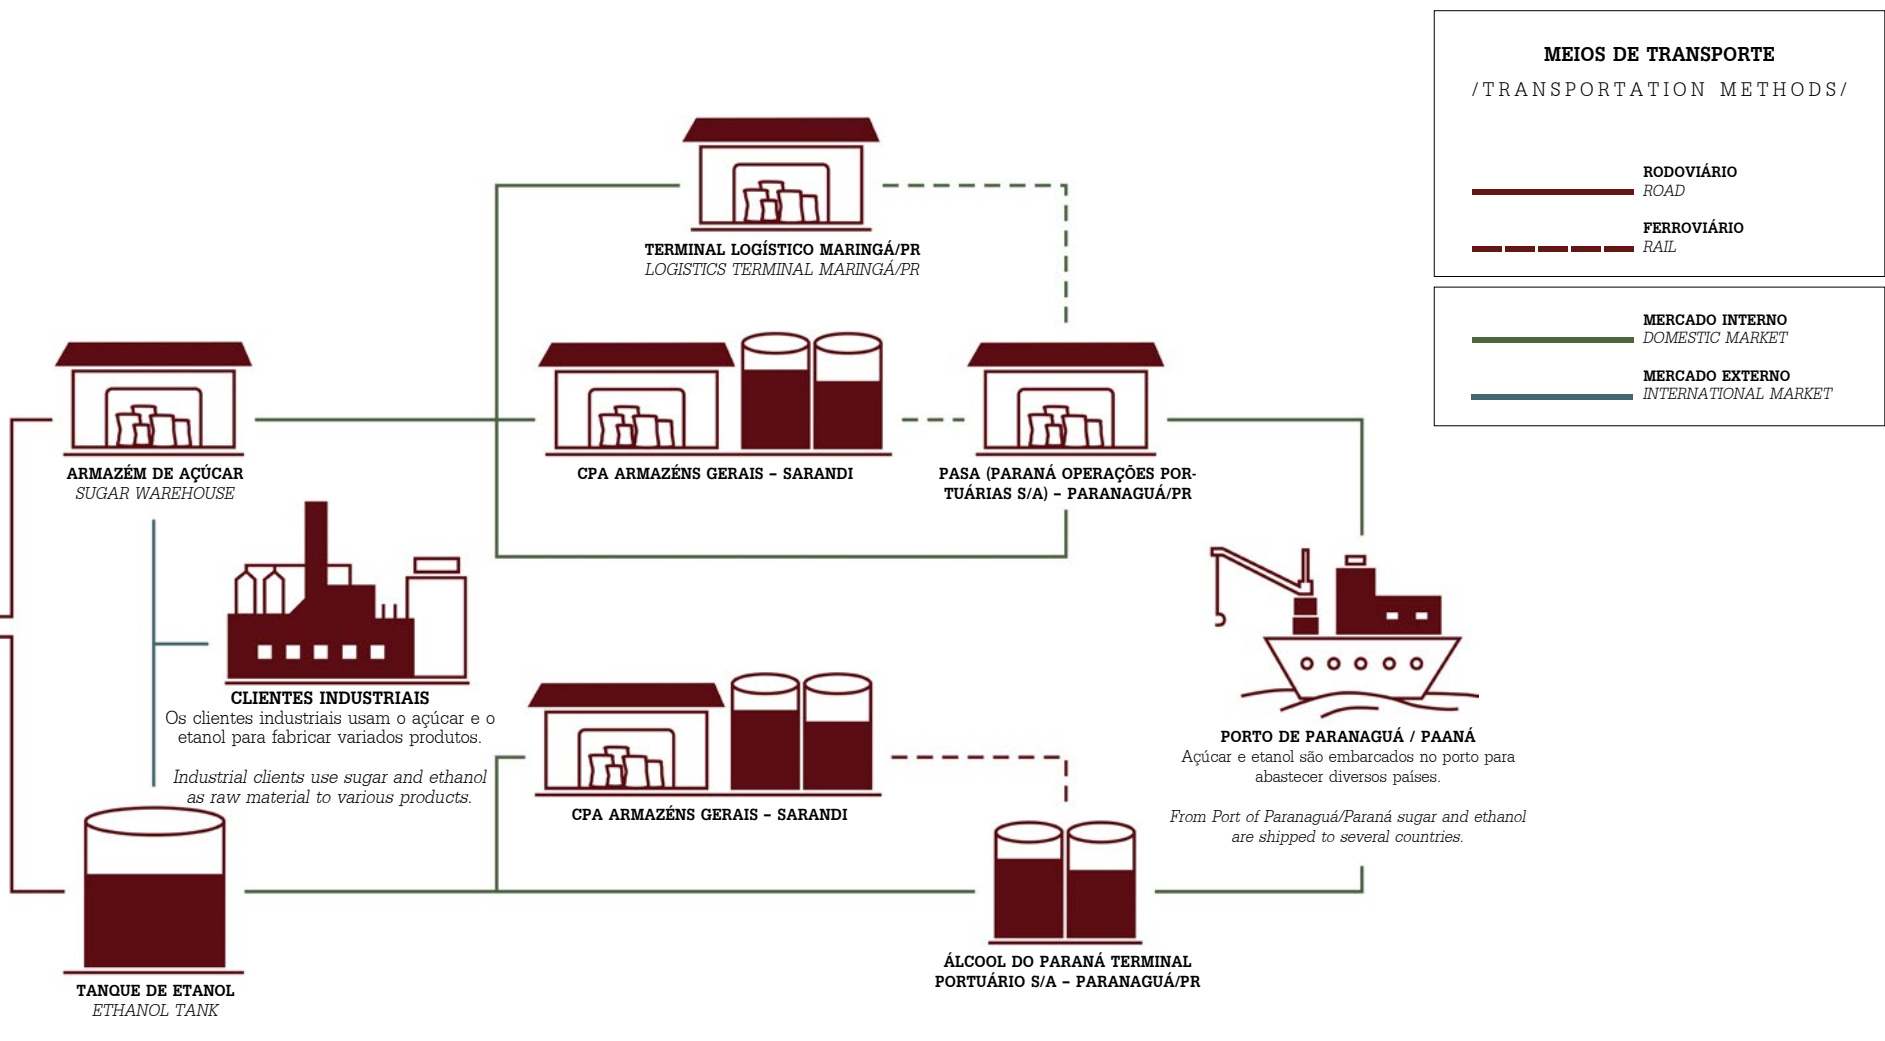 MEIOS DE TRANSPORTE
/TRANSPORTATION METHODS/
RODOVIÁRIO
ROAD
FERROVIÁRIO
RAIL
MERCADO INTERNO
DOMESTIC MARKET
MERCADO EXTERNO
INTERNATIONAL MARKET
TERMINAL LOGÍSTICO MARINGÁ/PR
LOGISTICS TERMINAL MARINGÁ/PR
ARMAZÉM DE AÇÚCAR
SUGAR WAREHOUSE
CPA ARMAZÉNS GERAIS – SARANDI
PASA (PARANÁ OPERAÇÕES POR-
TUÁRIAS S/A) – PARANAGUÁ/PR
CLIENTES INDUSTRIAIS
Os clientes industriais usam o açúcar e o
etanol para fabricar variados produtos.
Industrial clients use sugar and ethanol
as raw material to various products.
PORTO DE PARANAGUÁ / PAANÁ
Açúcar e etanol são embarcados no porto para
abastecer diversos países.
From Port of Paranaguá/Paraná sugar and ethanol
are shipped to several countries.
CPA ARMAZÉNS GERAIS – SARANDI
ÁLCOOL DO PARANÁ TERMINAL
PORTUÁRIO S/A – PARANAGUÁ/PR
TANQUE DE ETANOL
ETHANOL TANK